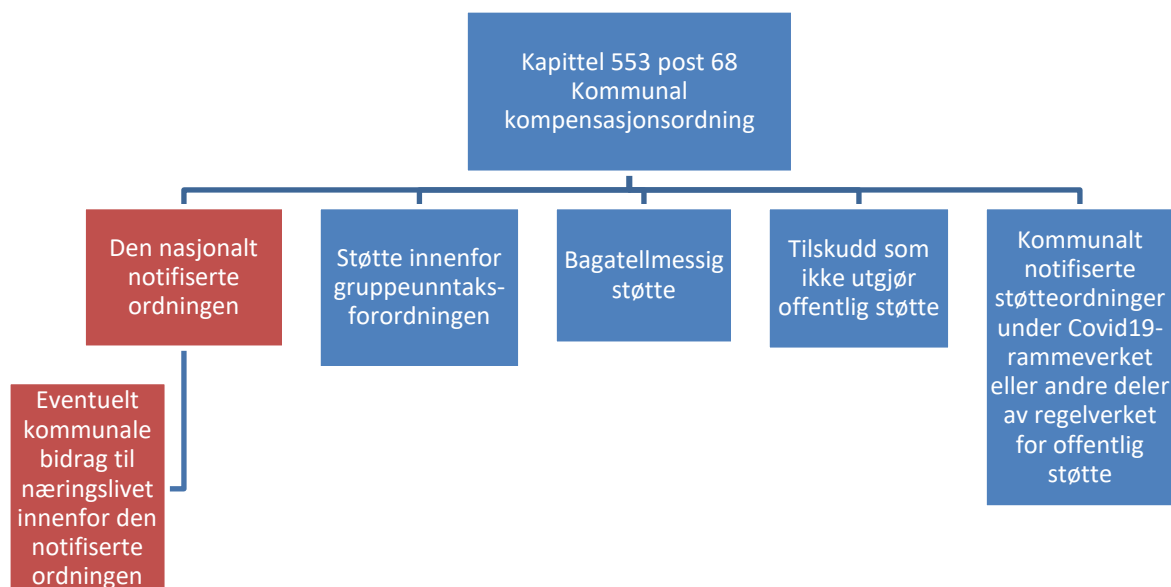 Kapittel 553 post 68
Kommunal
kompensasjonsordning
Den nasjonalt
notifiserte
ordningen
Støtte innenfor
gruppeunntaks-
forordningen
Bagatellmessig
støtte
Tilskudd som
ikke utgjør
offentlig støtte
Kommunalt
notifiserte
støtteordninger
under Covid19-
rammeverket
eller andre deler
av regelverket
for offentlig
støtte
Eventuelt
kommunale
bidrag til
næringslivet
innenfor den
notifiserte
ordningen